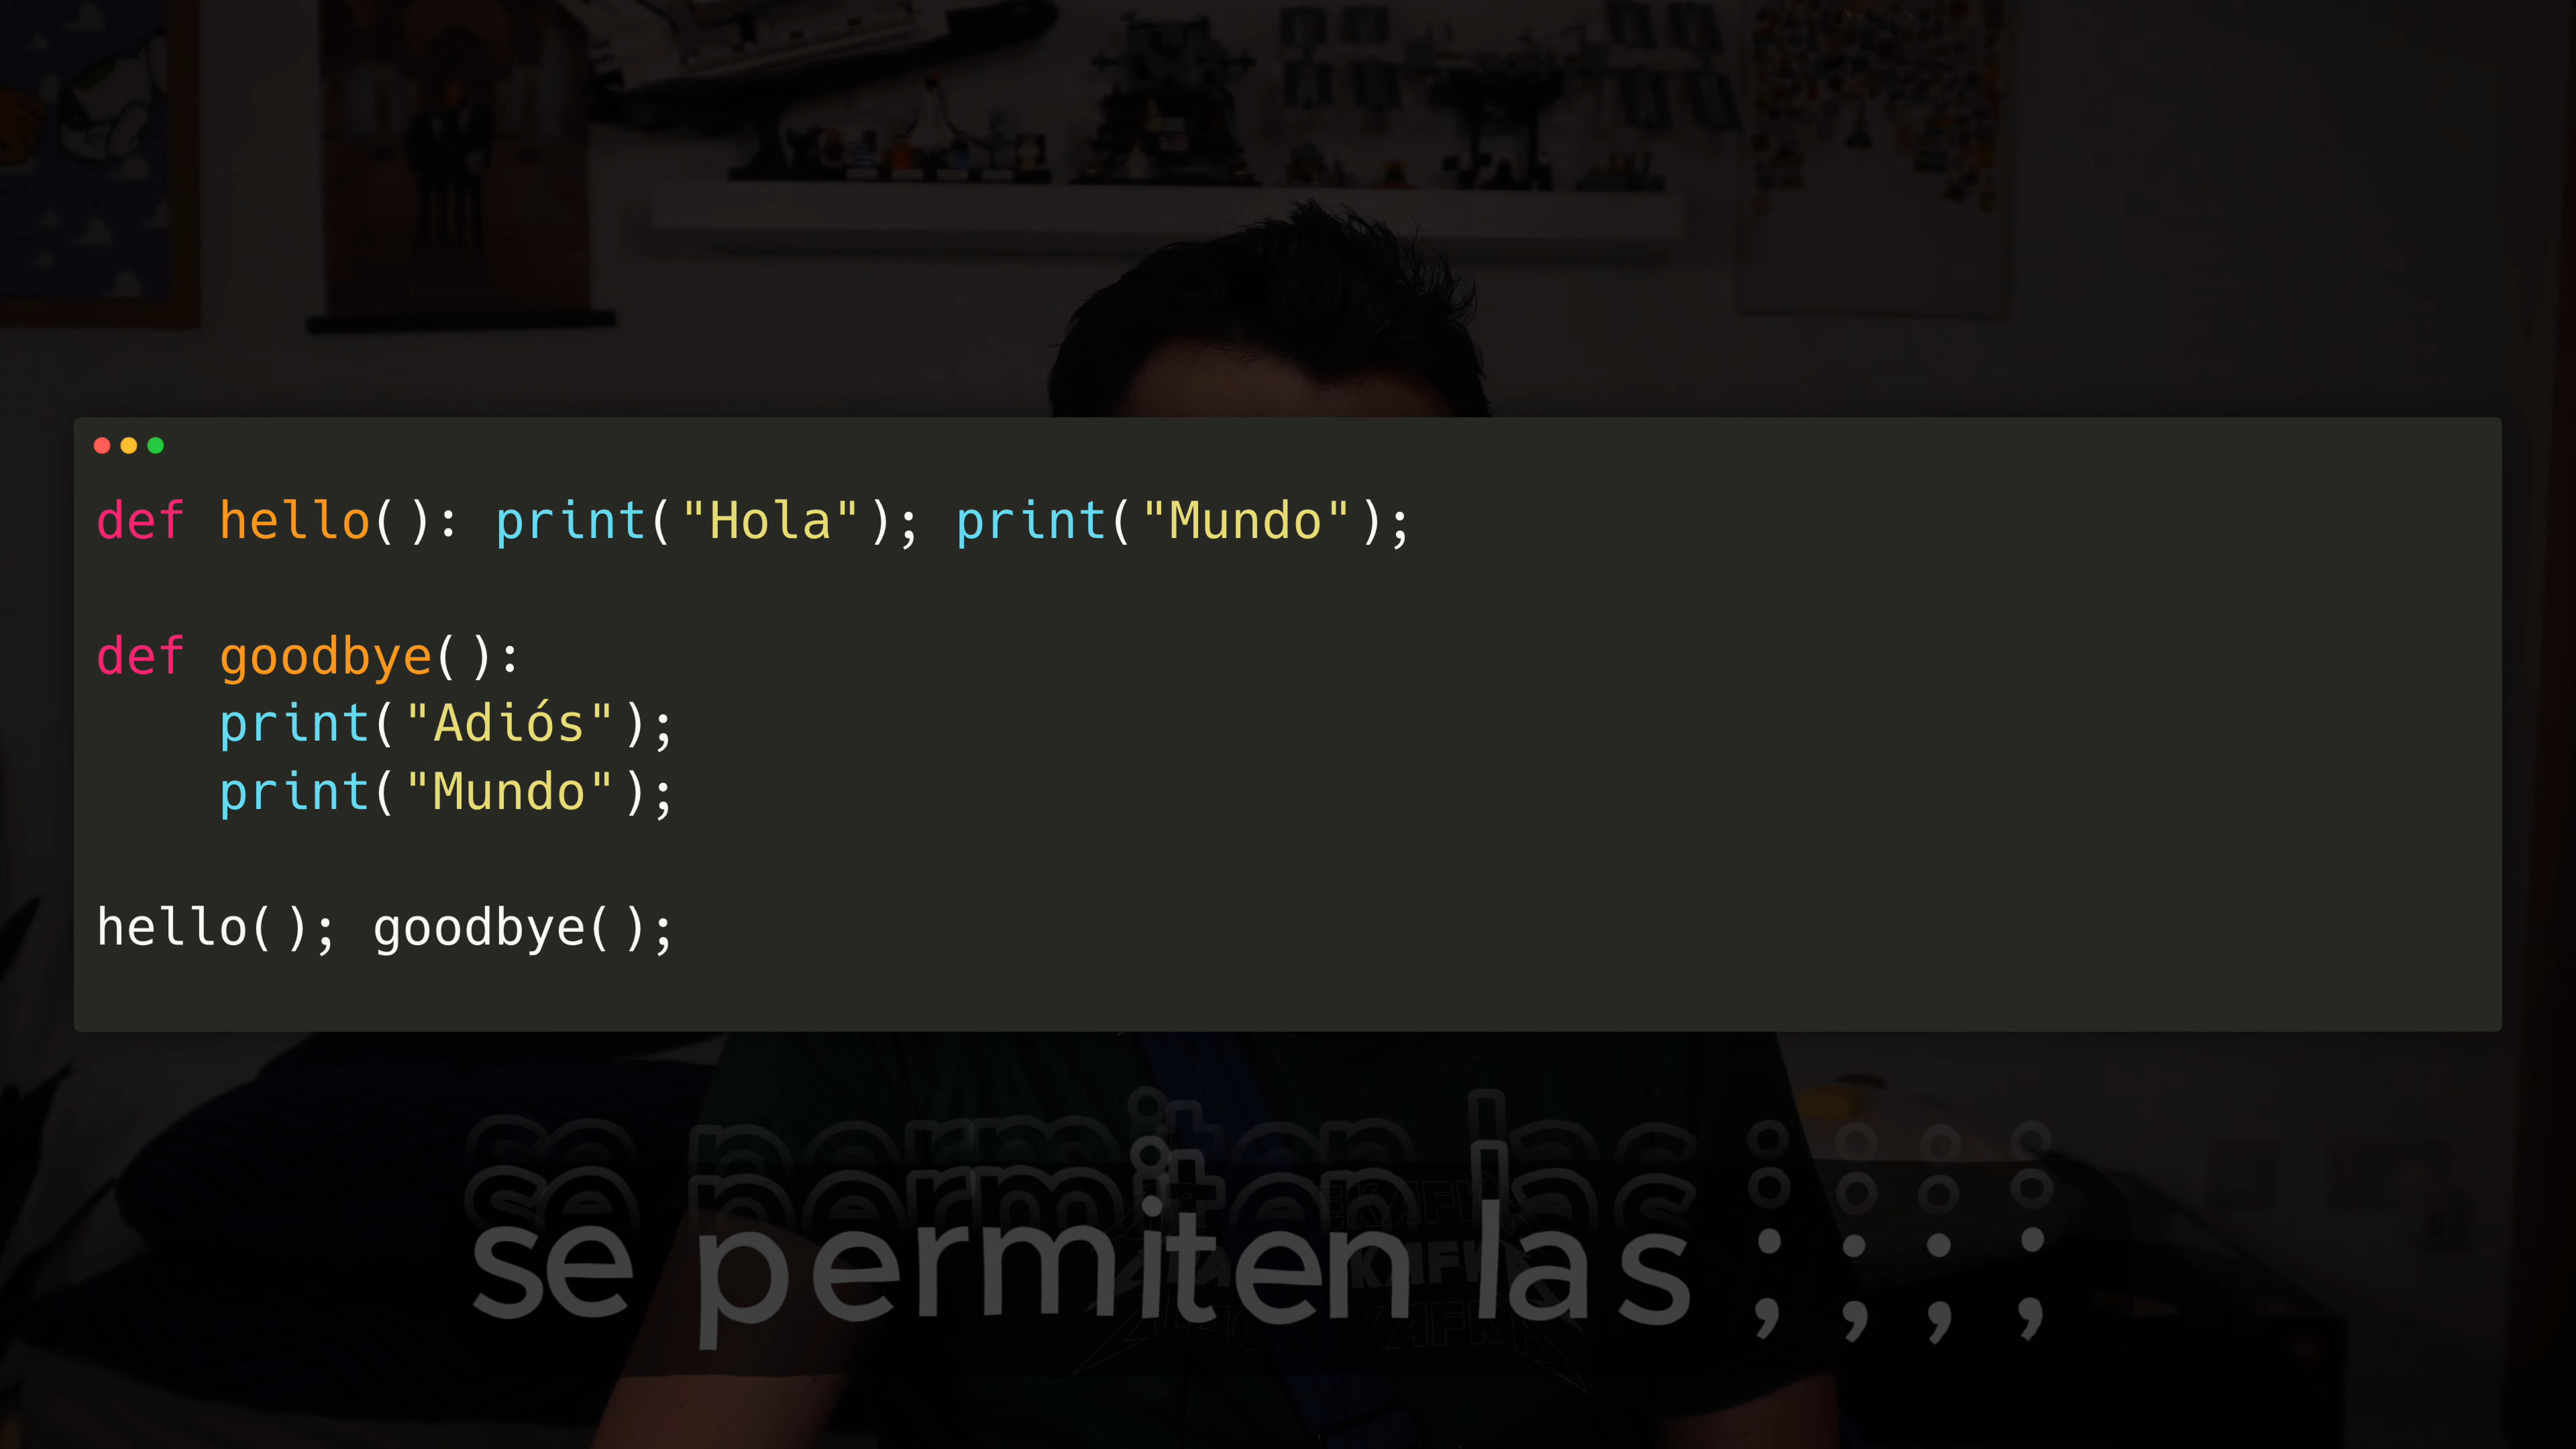 def hello(): print("Hola"); print("Mundo");
def goodbye():
    print("Adiós");
    print("Mundo");
hello(); goodbye();
se permiten las ; ; ; ;